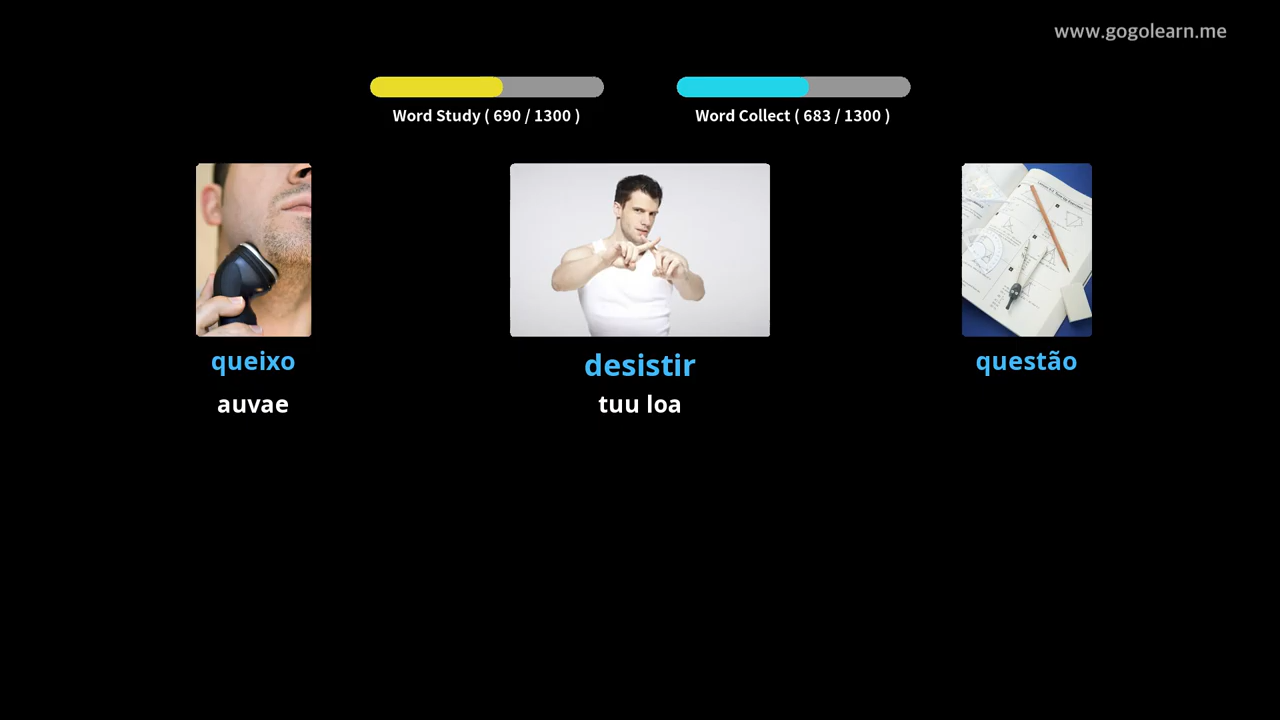 www.gogolearn.me
Word Study ( 690 / 1300 )
Word Collect ( 683 / 1300 )
queixo
auvae
desistir
tuu loa
questão